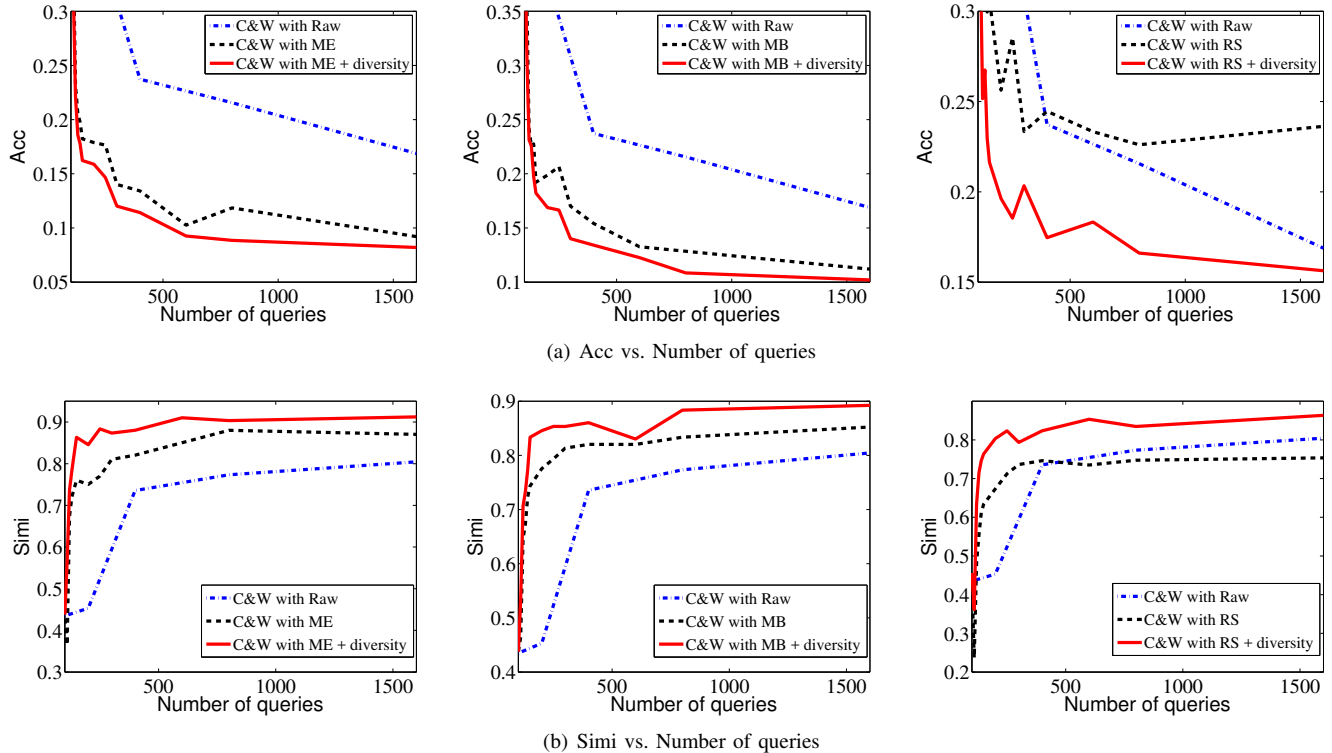 0.3
0.25
0.2
0.15
0.1
0.05
Acc
500
1000
1500
Number of queries
C&W with Raw
C&W with ME
C&W with ME + diversity
0.35
0.3
0.25
0.2
0.15
0.1
Acc
500
1000
1500
Number of queries
C&W with Raw
C&W with MB
C&W with MB + diversity
0.3
0.25
0.2
0.15
Acc
500
1000
1500
Number of queries
C&W with Raw
C&W with RS
C&W with RS + diversity
(a) Acc vs. Number of queries
0.9
0.8
0.7
0.6
0.5
0.4
0.3
Simi
500
1000
1500
Number of queries
C&W with Raw
C&W with ME
C&W with ME + diversity
0.9
0.8
0.7
0.6
0.5
0.4
Simi
500
1000
1500
Number of queries
C&W with Raw
C&W with MB
C&W with MB + diversity
0.8
0.7
0.6
0.5
0.4
0.3
0.2
Simi
500
1000
1500
Number of queries
C&W with Raw
C&W with RS
C&W with RS + diversity
(b) Simi vs. Number of queries